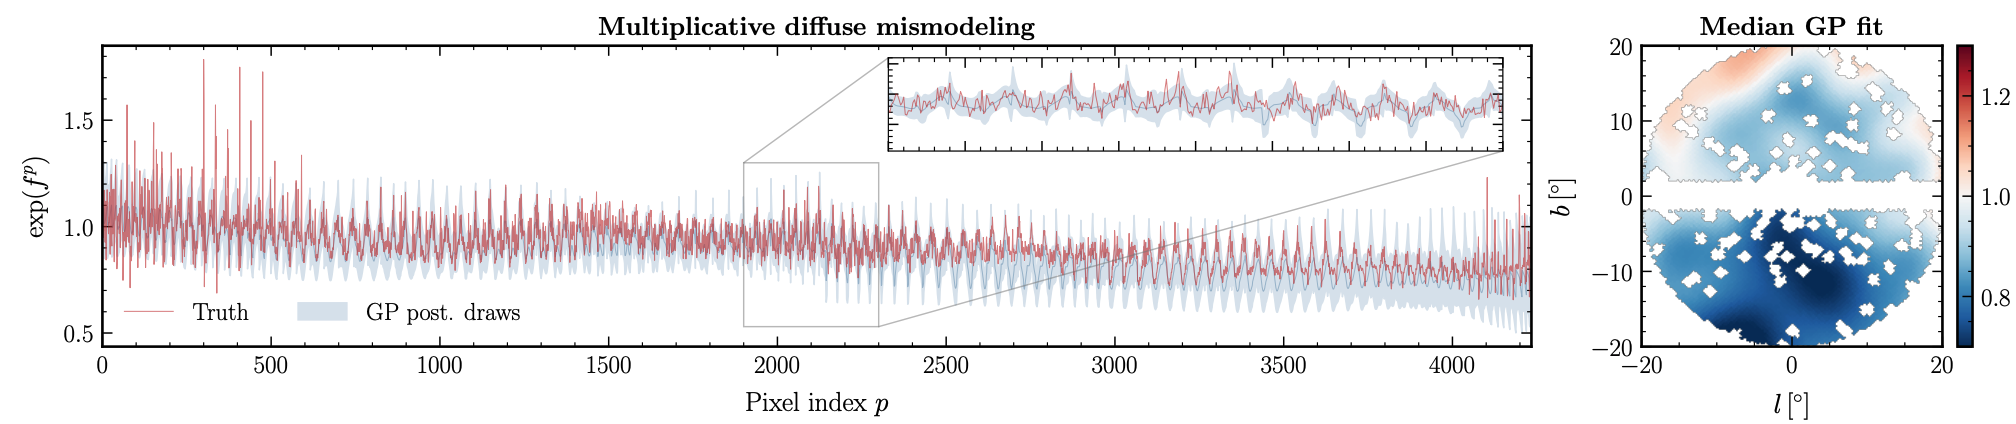 Multiplicative diffuse mismodeling
exp(f^p)
1.5
1.0
0.5
Truth
GP post. draws
0 500 1000 1500 2000 2500 3000 3500 4000
Pixel index p
Median GP fit
b [°]
20
10
0
−10
−20
−20 0 20
l [°]
1.2
1.0
0.8